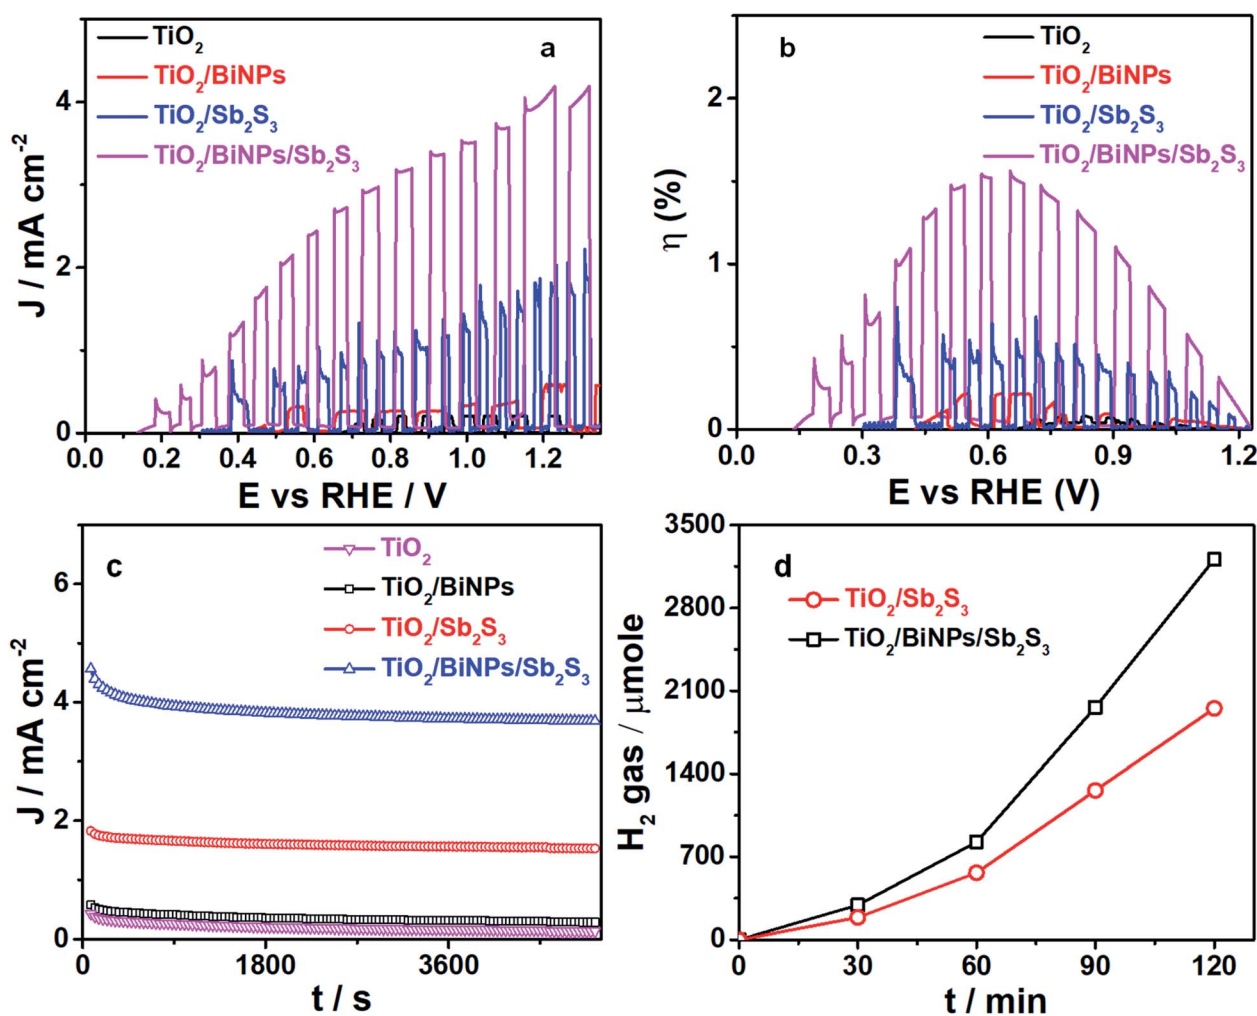 a
TiO2
TiO2/BiNPs
TiO2/Sb2S3
TiO2/BiNPs/Sb2S3
J / mA cm-2
4
2
0
0.0 0.2 0.4 0.6 0.8 1.0 1.2
E vs RHE / V
b
TiO2
TiO2/BiNPs
TiO2/Sb2S3
TiO2/BiNPs/Sb2S3
η (%)
2
1
0
0.0 0.3 0.6 0.9 1.2
E vs RHE (V)
c
TiO2
TiO2/BiNPs
TiO2/Sb2S3
TiO2/BiNPs/Sb2S3
J / mA cm-2
6
4
2
0
0 1800 3600
t / s
d
TiO2/Sb2S3
TiO2/BiNPs/Sb2S3
H2 gas / μmole
3500
2800
2100
1400
700
0
0 30 60 90 120
t / min